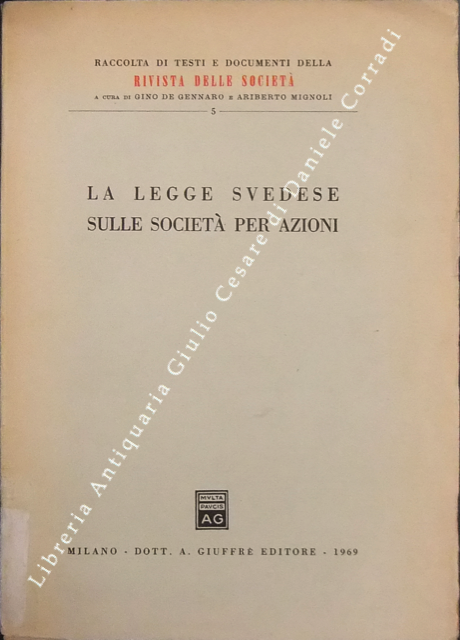 RACCOLTA DI TESTI E DOCUMENTI DELLA
RIVISTA DELLE SOCIETÀ
A CURA DI GINO DE GENNARO E ARIBERTO MIGNOLI
5
LA LEGGE SVEDESE
SULLE SOCIETÀ PER AZIONI
MVLTA
PAVCIS
AG
MILANO - DOTT. A. GIUFFRÈ EDITORE - 1969
Libreria Antiquaria Giulio Cesare di Daniele Corradi